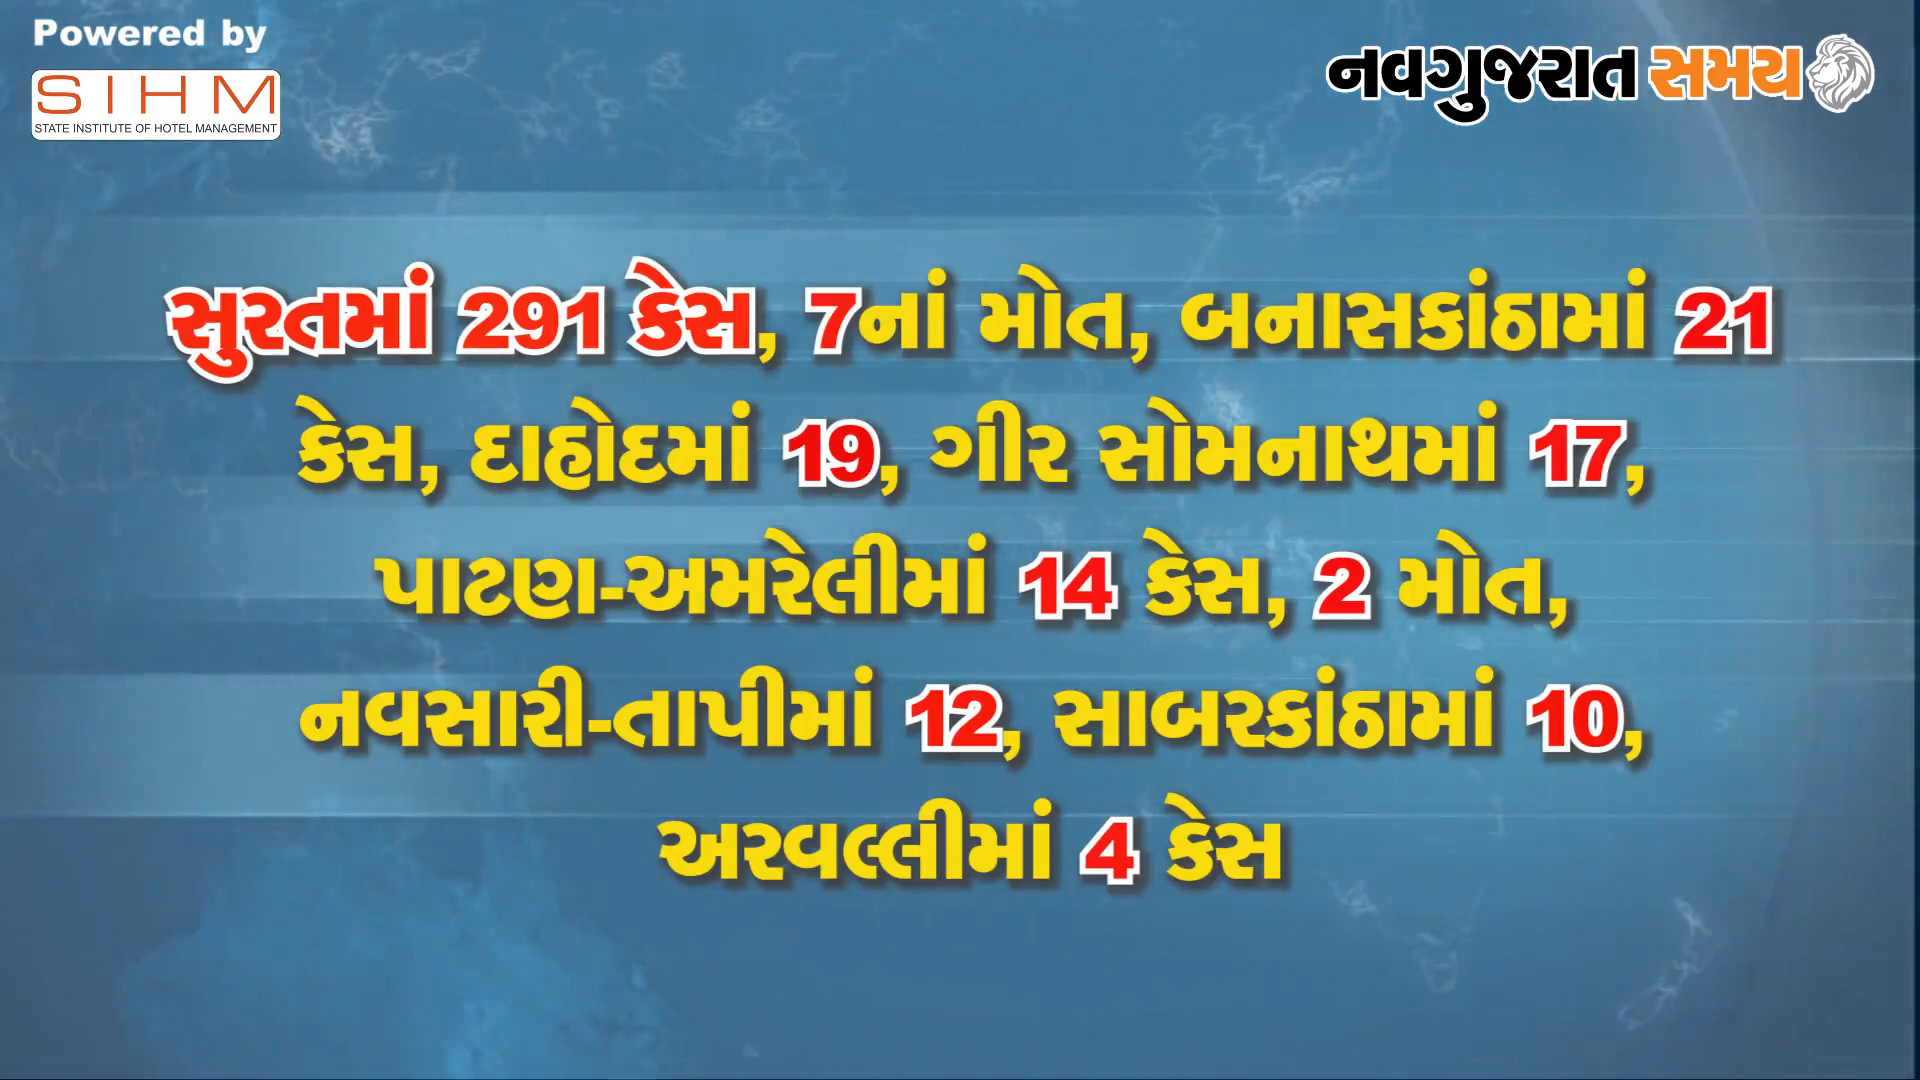 Powered by
SIHM
STATE INSTITUTE OF HOTEL MANAGEMENT
નવગુજરાત સમય
સુરતમાં 291 કેસ, 7નાં મોત, બનાસકાંઠામાં 21
કેસ, દાહોદમાં 19, ગીર સોમનાથમાં 17,
પાટણ-અમરેલીમાં 14 કેસ, 2 મોત,
નવસારી-તાપીમાં 12, સાબરકાંઠામાં 10,
અરવલ્લીમાં 4 કેસ